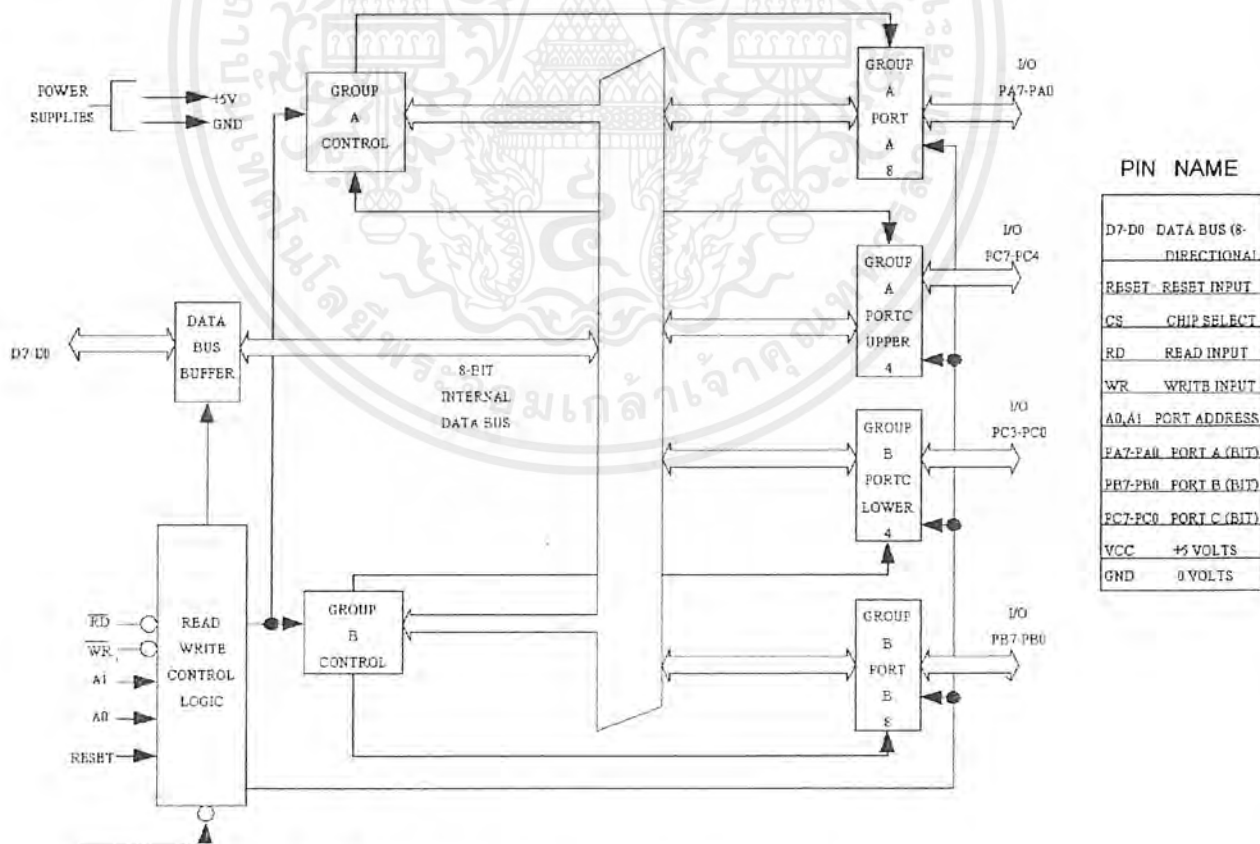 POWER
SUPPLIES
+5V
GND
GROUP
A
CONTROL
GROUP
A
PORT
A
8
I/O
PA7-PA0
GROUP
A
PORTC
UPPER
4
I/O
PC7-PC4
D7-D0
DATA
BUS
BUFFER
8-BIT
INTERNAL
DATA BUS
GROUP
B
PORTC
LOWER
4
I/O
PC3-PC0
RD
WR
A1
A0
RESET
READ
WRITE
CONTROL
LOGIC
GROUP
B
CONTROL
GROUP
B
PORT
B
8
I/O
PB7-PB0
PIN NAME
D7-D0 DATA BUS (8-
DIRECTIONAL
RESET RESET INPUT
CS CHIP SELECT
RD READ INPUT
WR WRITE INPUT
A0,A1 PORT ADDRESS
PA7-PA0 PORT A (BIT)
PB7-PB0 PORT B (BIT)
PC7-PC0 PORT C (BIT)
VCC +5 VOLTS
GND 0 VOLTS